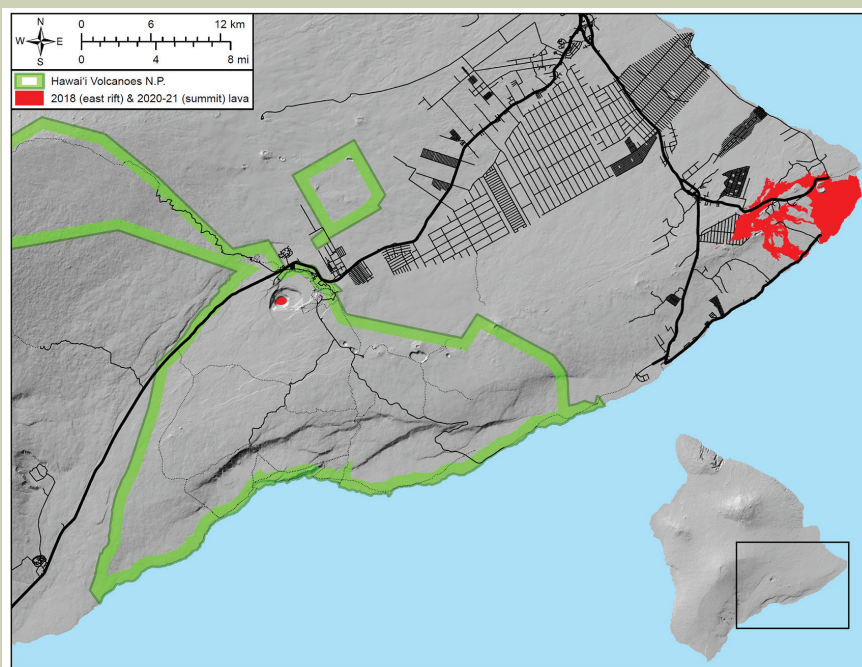 N
W E
S
0 6 12 km
0 4 8 mi
Hawai‘i Volcanoes N.P.
2018 (east rift) & 2020-21 (summit) lava